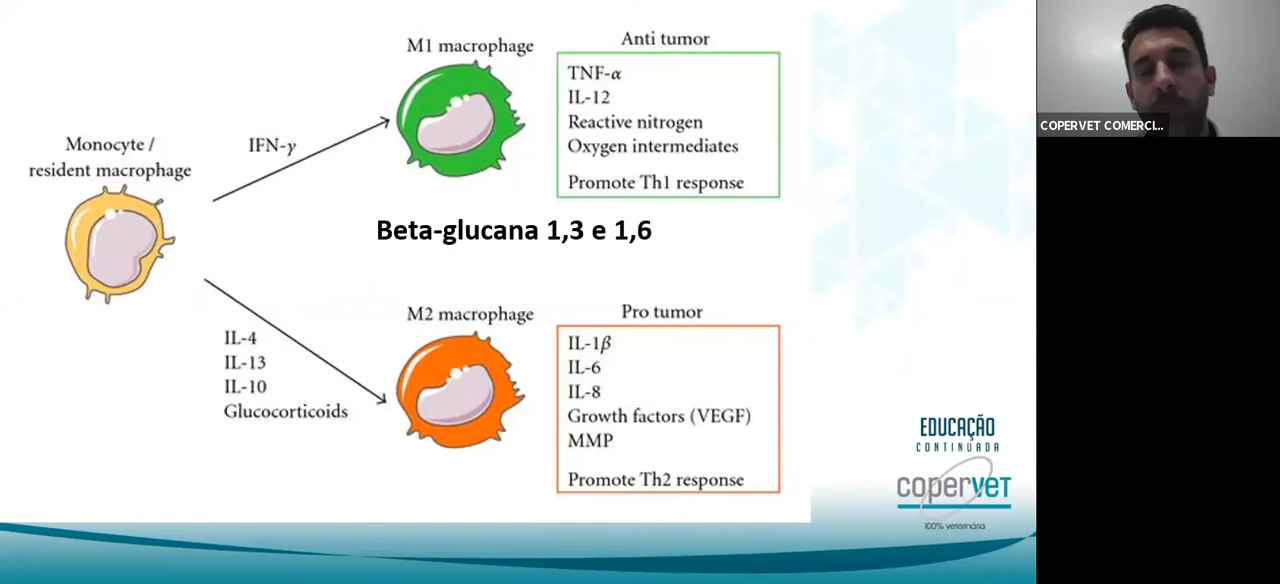 Monocyte /
resident macrophage
IFN-γ
M1 macrophage
Anti tumor
TNF-α
IL-12
Reactive nitrogen
Oxygen intermediates
Promote Th1 response
Beta-glucana 1,3 e 1,6
IL-4
IL-13
IL-10
Glucocorticoids
M2 macrophage
Pro tumor
IL-1β
IL-6
IL-8
Growth factors (VEGF)
MMP
Promote Th2 response
EDUCAÇÃO
CONTINUADA
copervet
100% veterinária
COPERVET COMERCI...